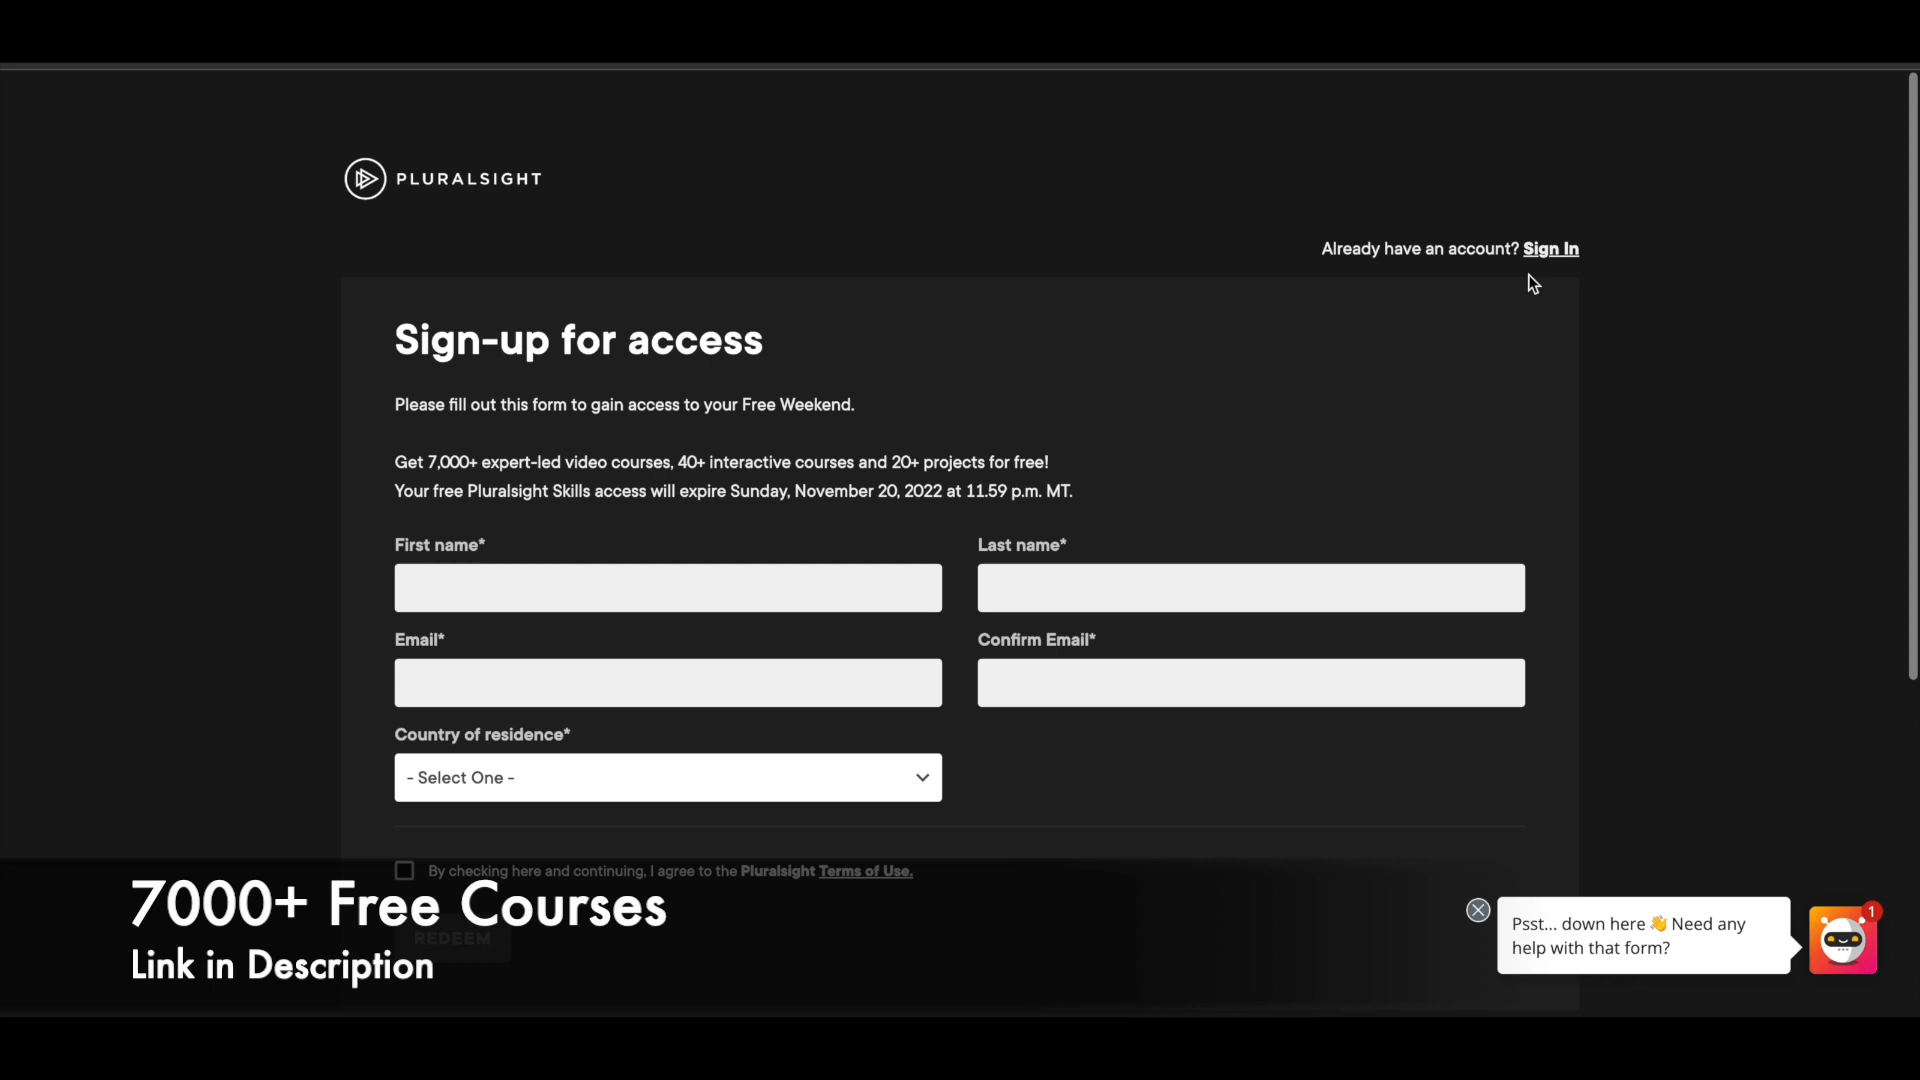 PLURALSIGHT
Already have an account? Sign In
Sign-up for access
Please fill out this form to gain access to your Free Weekend.
Get 7,000+ expert-led video courses, 40+ interactive courses and 20+ projects for free!
Your free Pluralsight Skills access will expire Sunday, November 20, 2022 at 11.59 p.m. MT.
First name*
Last name*
Email*
Confirm Email*
Country of residence*
- Select One -
By checking here and continuing, I agree to the Pluralsight Terms of Use.
7000+ Free Courses
REDEEM
Link in Description
Psst... down here 👋 Need any
help with that form?
1